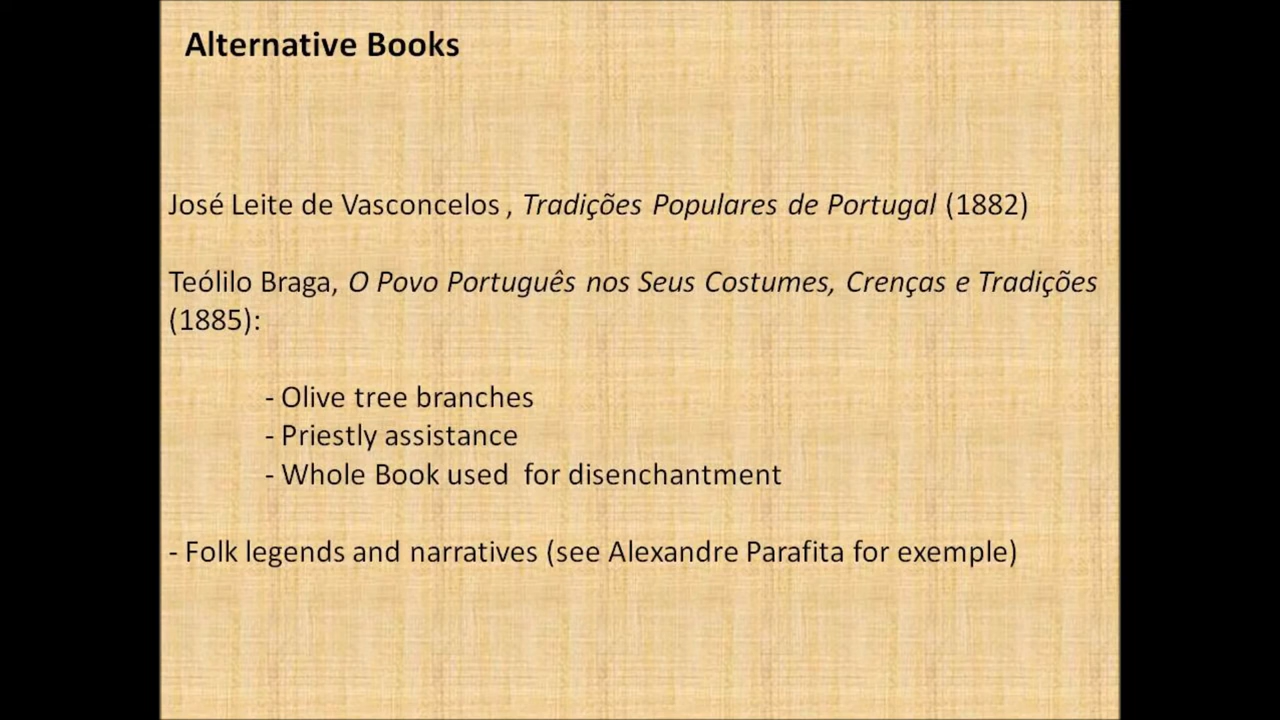 Alternative Books
José Leite de Vasconcelos , Tradições Populares de Portugal (1882)
Teólilo Braga, O Povo Português nos Seus Costumes, Crenças e Tradições
(1885):
- Olive tree branches
- Priestly assistance
- Whole Book used  for disenchantment
- Folk legends and narratives (see Alexandre Parafita for exemple)